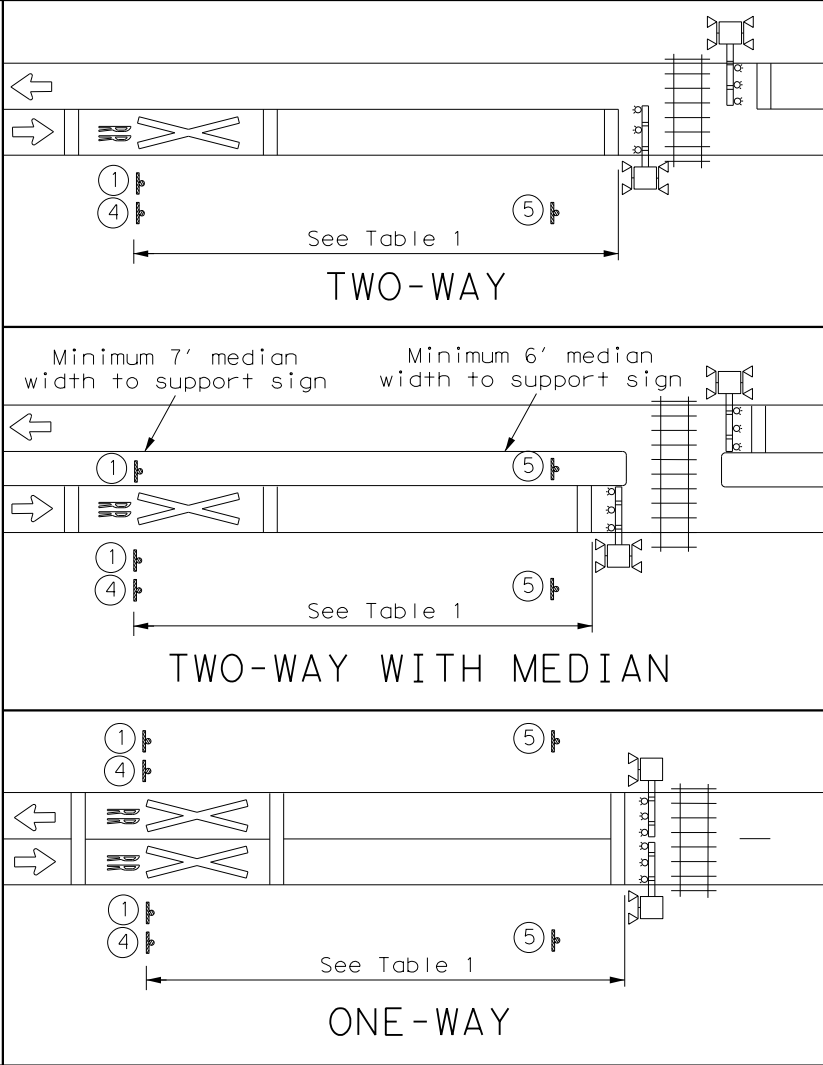 1
4
5
See Table 1
TWO-WAY
Minimum 7' median
width to support sign
Minimum 6' median
width to support sign
1
5
1
4
5
See Table 1
TWO-WAY WITH MEDIAN
1
4
5
1
4
5
See Table 1
ONE-WAY